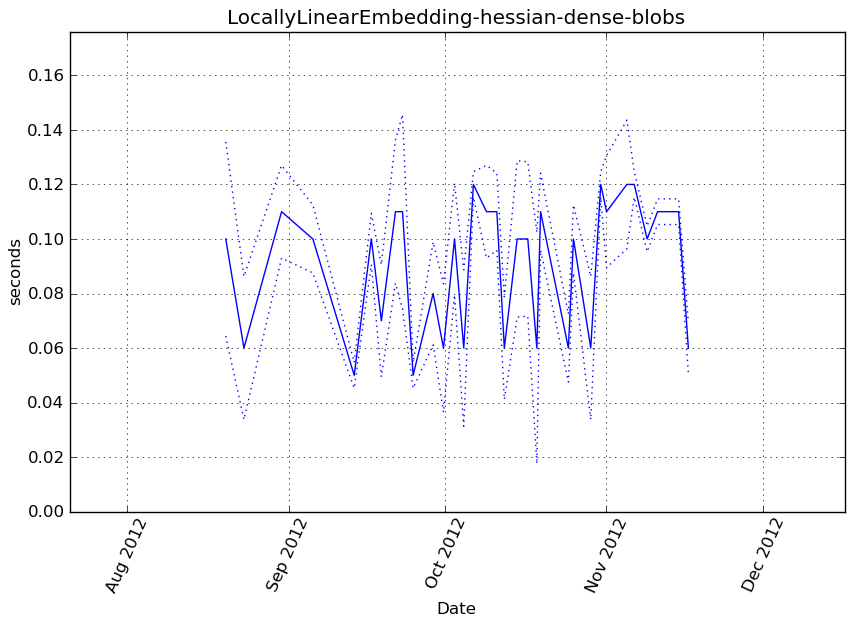 LocallyLinearEmbedding-hessian-dense-blobs
seconds
0.16
0.14
0.12
0.10
0.08
0.06
0.04
0.02
0.00
Aug 2012
Sep 2012
Oct 2012
Nov 2012
Dec 2012
Date